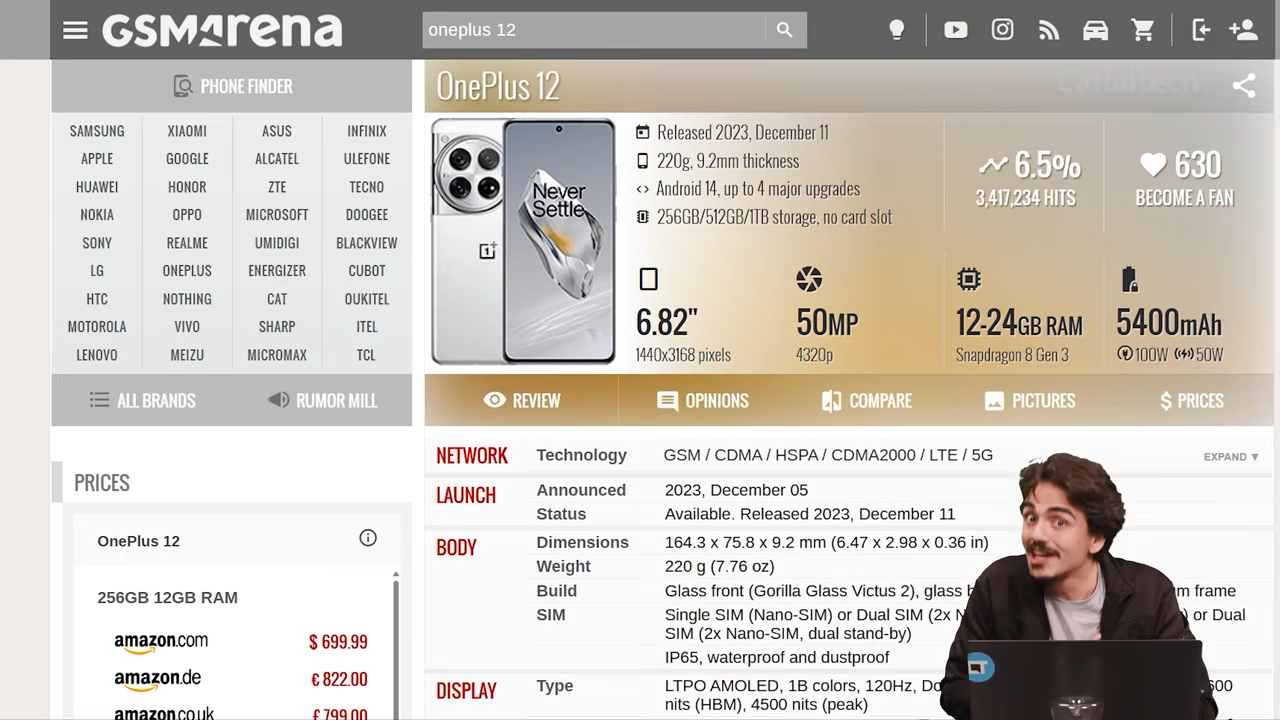 GSMArena
oneplus 12
PHONE FINDER
SAMSUNG XIAOMI ASUS INFINIX
APPLE GOOGLE ALCATEL ULEFONE
HUAWEI HONOR ZTE TECNO
NOKIA OPPO MICROSOFT DOOGEE
SONY REALME UMIDIGI BLACKVIEW
LG ONEPLUS ENERGIZER CUBOT
HTC NOTHING CAT OUKITEL
MOTOROLA VIVO SHARP ITEL
LENOVO MEIZU MICROMAX TCL
ALL BRANDS RUMOR MILL
PRICES
OnePlus 12
256GB 12GB RAM
amazon.com $ 699.99
amazon.de € 822.00
amazon.co.uk £ 799.00
OnePlus 12
Canaltech
Never
Settle
1+
Released 2023, December 11
220g, 9.2mm thickness
Android 14, up to 4 major upgrades
256GB/512GB/1TB storage, no card slot
6.5%
3,417,234 HITS
630
BECOME A FAN
6.82"
1440x3168 pixels
50MP
4320p
12-24GB RAM
Snapdragon 8 Gen 3
5400mAh
100W 50W
REVIEW OPINIONS COMPARE PICTURES $ PRICES
NETWORK Technology GSM / CDMA / HSPA / CDMA2000 / LTE / 5G EXPAND ▼
LAUNCH Announced 2023, December 05
Status Available. Released 2023, December 11
BODY Dimensions 164.3 x 75.8 x 9.2 mm (6.47 x 2.98 x 0.36 in)
Weight 220 g (7.76 oz)
Build Glass front (Gorilla Glass Victus 2), glass frame
SIM Single SIM (Nano-SIM) or Dual SIM (2x or Dual
SIM (2x Nano-SIM, dual stand-by)
IP65, waterproof and dustproof
DISPLAY Type LTPO AMOLED, 1B colors, 120Hz,
nits (HBM), 4500 nits (peak)